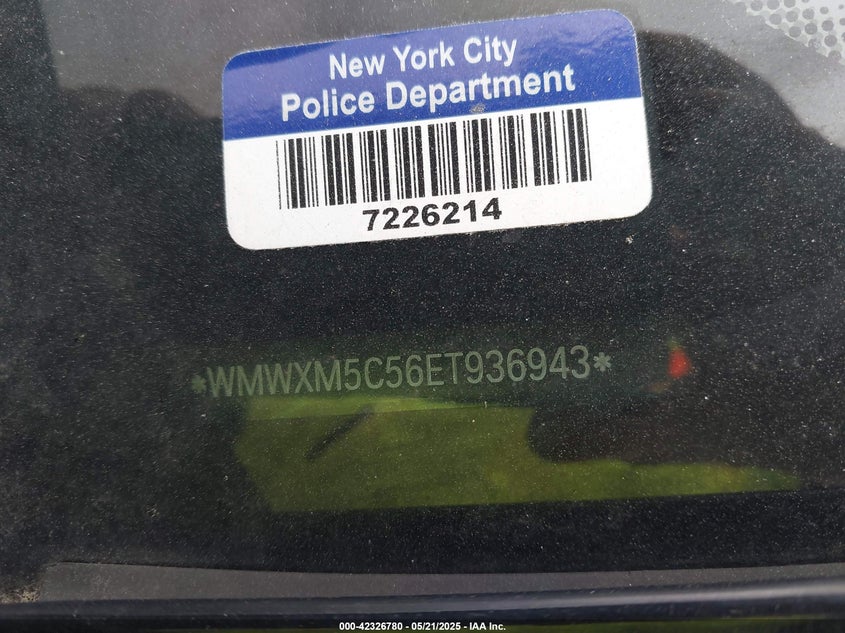 New York City
Police Department
7226214
*WMWXM5C56ET936943*
000-42326780 - 05/21/2025 - IAA Inc.